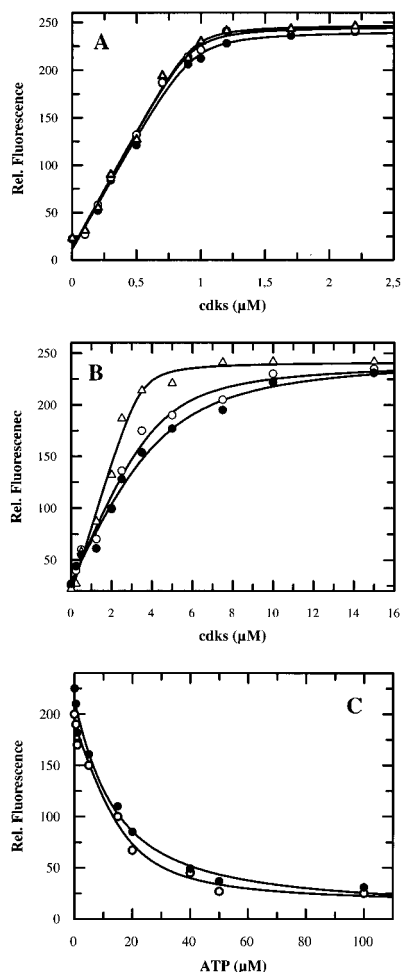 A
Rel. Fluorescence
250
200
150
100
50
0
0 0,5 1 1,5 2 2,5
cdks (µM)
B
Rel. Fluorescenec
250
200
150
100
50
0 2 4 6 8 10 12 14 16
cdks (µM)
C
Rel. Fluorescence
200
150
100
50
0
0 20 40 60 80 100
ATP (µM)